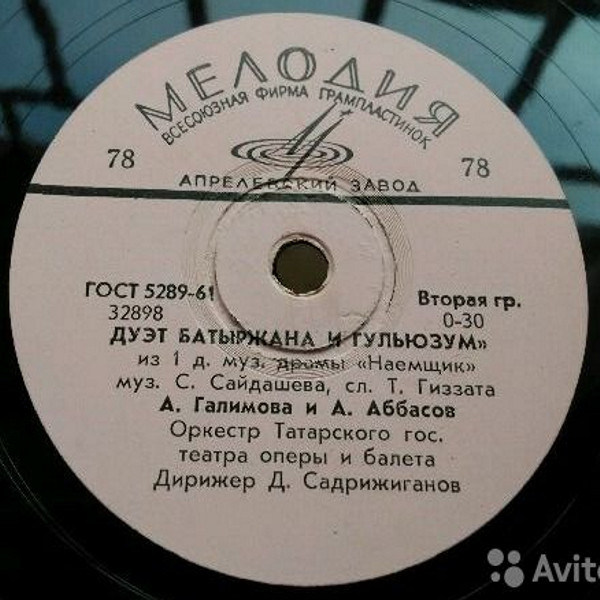 МЕЛОДИЯ
ВСЕСОЮЗНАЯ ФИРМА ГРАМПЛАСТИНОК
78 78
АПРЕЛЕВСКИЙ ЗАВОД
ГОСТ 5289-61 Вторая гр.
32898 0-30
ДУЭТ БАТЫРЖАНА И ГУЛЬЮЗУМ»
из 1 д. муз. драмы «Наемщик»
муз. С. Сайдашева, сл. Т. Гиззата
А. Галимова и А. Аббасов
Оркестр Татарского гос.
театра оперы и балета
Дирижер Д. Садрижиганов
Avito